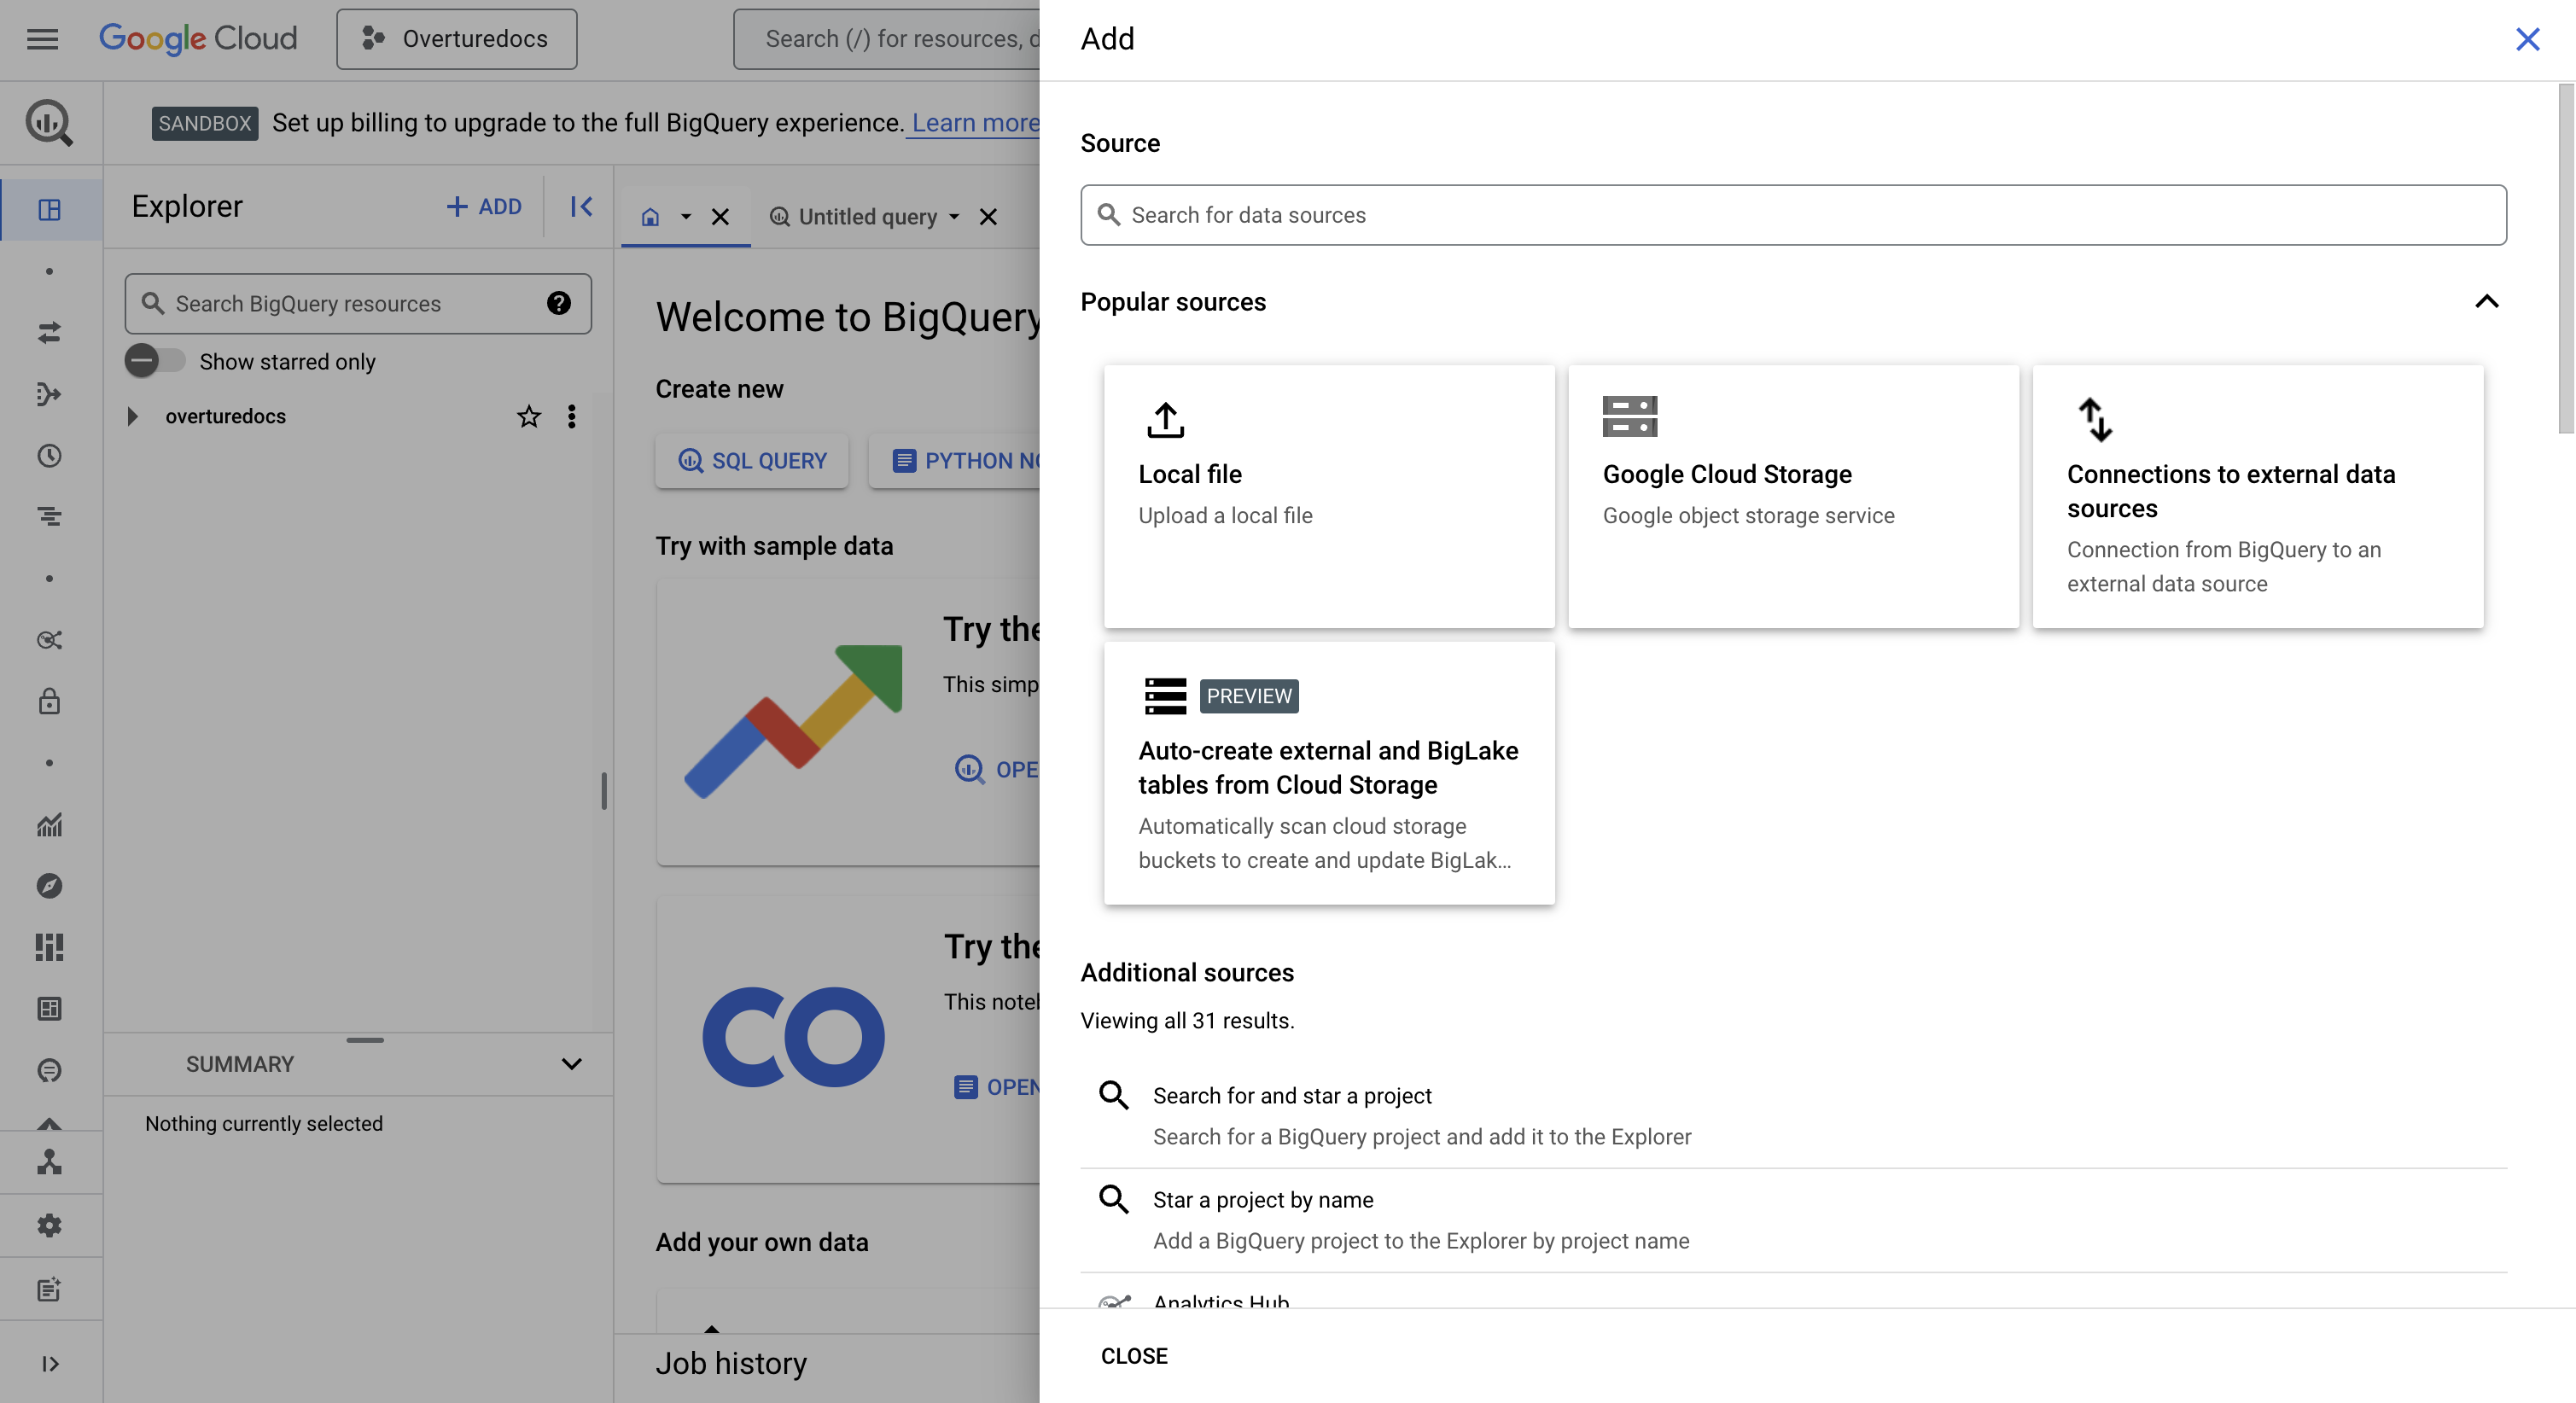 Google Cloud
Overturedocs
Search (/) for resources, d
SANDBOX Set up billing to upgrade to the full BigQuery experience. Learn more
Explorer
+ ADD
Untitled query
Search BigQuery resources
Show starred only
overturedocs
Welcome to BigQuery
Create new
SQL QUERY
PYTHON NO
Try with sample data
Try the
This simp
OPE
Try the
This note
OPEN
Add your own data
SUMMARY
Nothing currently selected
Job history
Add
Source
Search for data sources
Popular sources
Local file
Upload a local file
Google Cloud Storage
Google object storage service
Connections to external data
sources
Connection from BigQuery to an
external data source
PREVIEW
Auto-create external and BigLake
tables from Cloud Storage
Automatically scan cloud storage
buckets to create and update BigLak...
Additional sources
Viewing all 31 results.
Search for and star a project
Search for a BigQuery project and add it to the Explorer
Star a project by name
Add a BigQuery project to the Explorer by project name
Analytics Hub
CLOSE